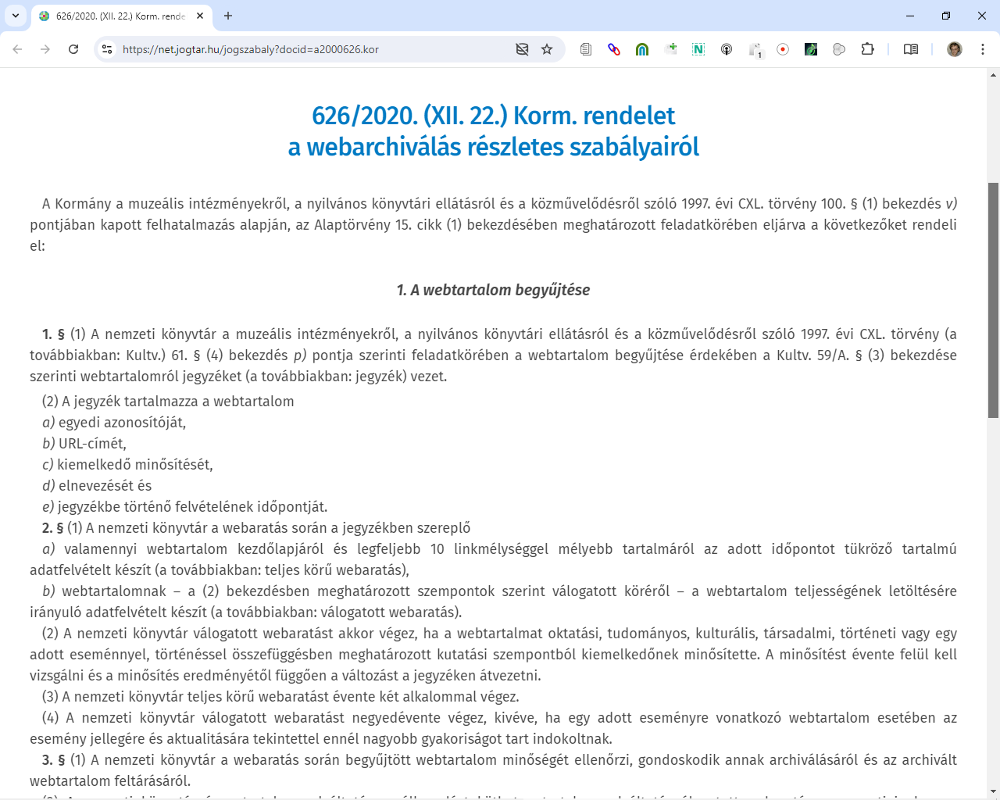 626/2020. (XII. 22.) Korm. rende
https://net.jogtar.hu/jogszabaly?docid=a2000626.kor
N
1
626/2020. (XII. 22.) Korm. rendelet
a webarchiválás részletes szabályairól
A Kormány a muzeális intézményekről, a nyilvános könyvtári ellátásról és a közművelődésről szóló 1997. évi CXL. törvény 100. § (1) bekezdés v)
pontjában kapott felhatalmazás alapján, az Alaptörvény 15. cikk (1) bekezdésében meghatározott feladatkörében eljárva a következőket rendeli
el:
1. A webtartalom begyűjtése
1. § (1) A nemzeti könyvtár a muzeális intézményekről, a nyilvános könyvtári ellátásról és a közművelődésről szóló 1997. évi CXL. törvény (a
továbbiakban: Kultv.) 61. § (4) bekezdés p) pontja szerinti feladatkörében a webtartalom begyűjtése érdekében a Kultv. 59/A. § (3) bekezdése
szerinti webtartalomról jegyzéket (a továbbiakban: jegyzék) vezet.
(2) A jegyzék tartalmazza a webtartalom
a) egyedi azonosítóját,
b) URL-címét,
c) kiemelkedő minősítését,
d) elnevezését és
e) jegyzékbe történő felvételének időpontját.
2. § (1) A nemzeti könyvtár a webaratás során a jegyzékben szereplő
a) valamennyi webtartalom kezdőlapjáról és legfeljebb 10 linkmélységgel mélyebb tartalmáról az adott időpontot tükröző tartalmú
adatfelvételt készít (a továbbiakban: teljes körű webaratás),
b) webtartalomnak – a (2) bekezdésben meghatározott szempontok szerint válogatott köréről – a webtartalom teljességének letöltésére
irányuló adatfelvételt készít (a továbbiakban: válogatott webaratás).
(2) A nemzeti könyvtár válogatott webaratást akkor végez, ha a webtartalmat oktatási, tudományos, kulturális, társadalmi, történeti vagy egy
adott eseménnyel, történéssel összefüggésben meghatározott kutatási szempontból kiemelkedőnek minősítette. A minősítést évente felül kell
vizsgálni és a minősítés eredményétől függően a változást a jegyzéken átvezetni.
(3) A nemzeti könyvtár teljes körű webaratást évente két alkalommal végez.
(4) A nemzeti könyvtár válogatott webaratást negyedévente végez, kivéve, ha egy adott eseményre vonatkozó webtartalom esetében az
esemény jellegére és aktualitására tekintettel ennél nagyobb gyakoriságot tart indokoltnak.
3. § (1) A nemzeti könyvtár a webaratás során begyűjtött webtartalom minőségét ellenőrzi, gondoskodik annak archiválásáról és az archivált
webtartalom feltárásáról.